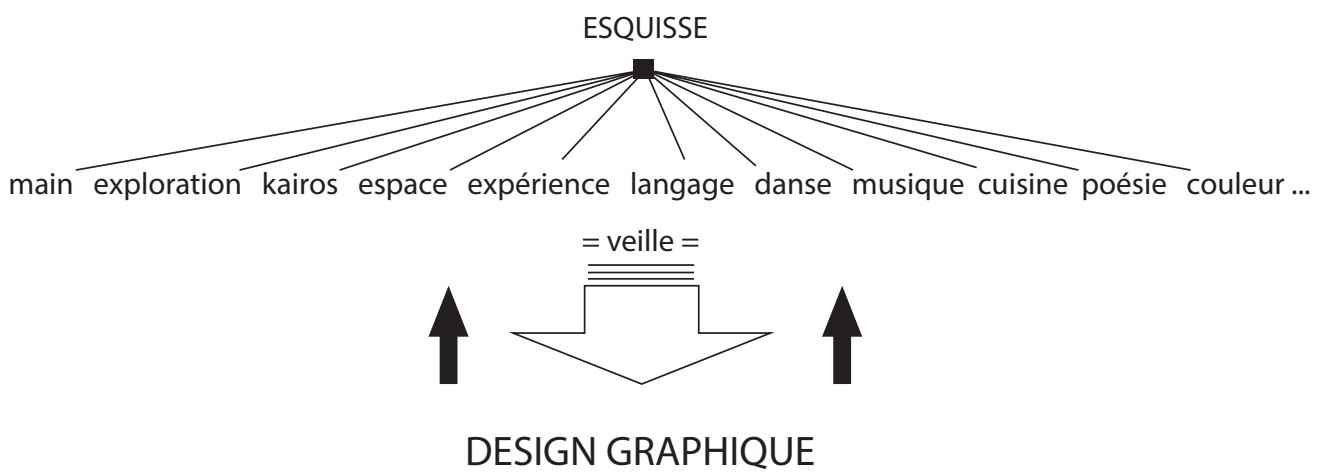 ESQUISSE
main exploration kairos espace expérience langage danse musique cuisine poésie couleur ...
= veille =
DESIGN GRAPHIQUE